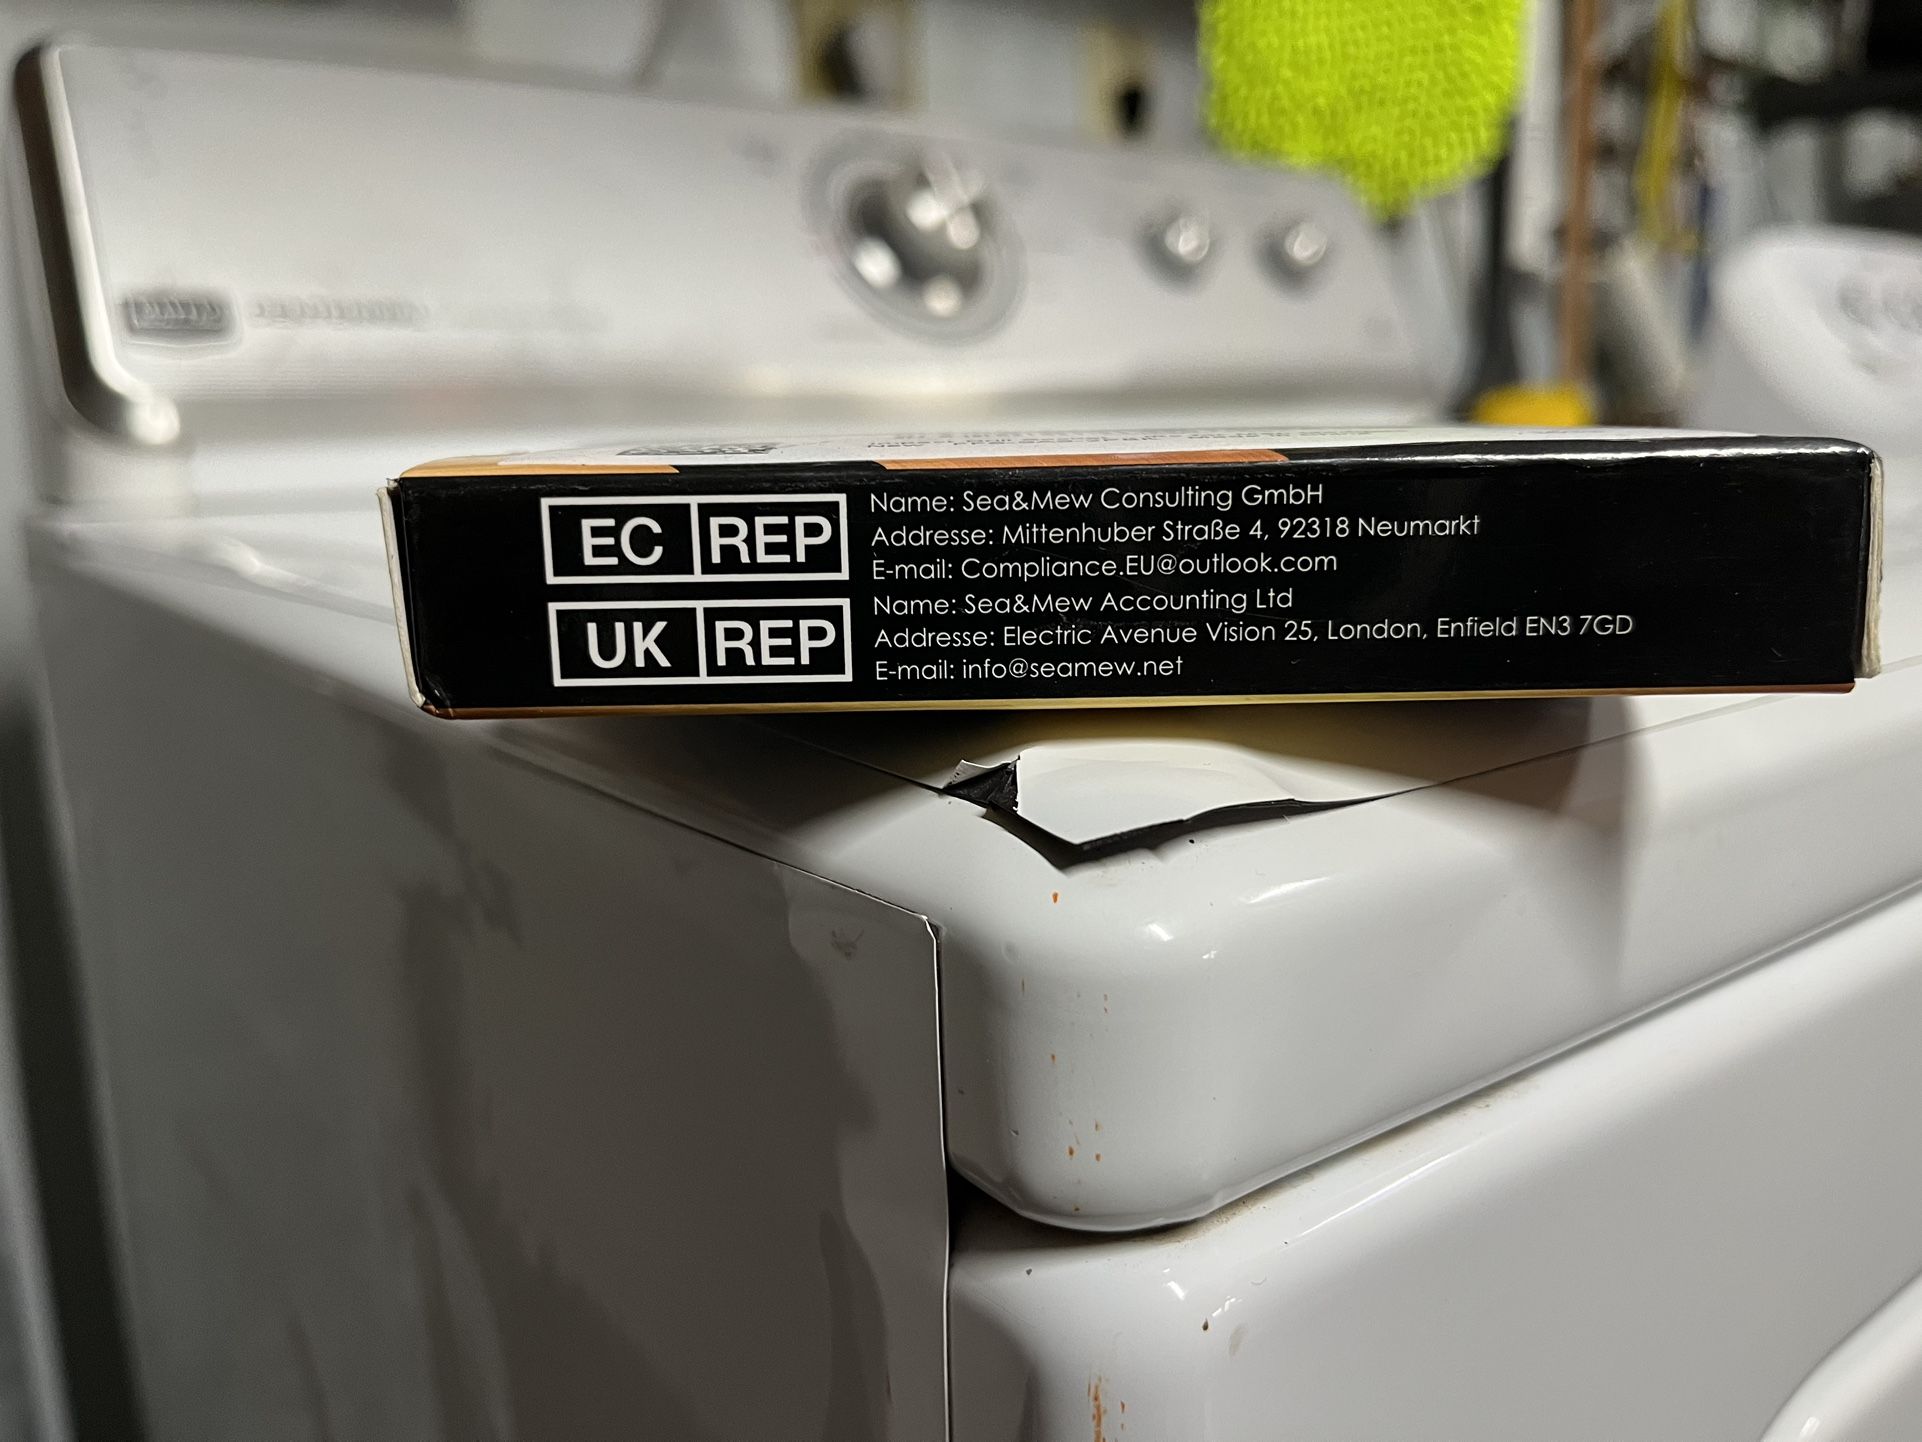 EC REP
Name: Sea&Mew Consulting GmbH
Addresse: Mittenhuber Straße 4, 92318 Neumarkt
E-mail: Compliance.EU@outlook.com
UK REP
Name: Sea&Mew Accounting Ltd
Addresse: Electric Avenue Vision 25, London, Enfield EN3 7GD
E-mail: info@seamew.net